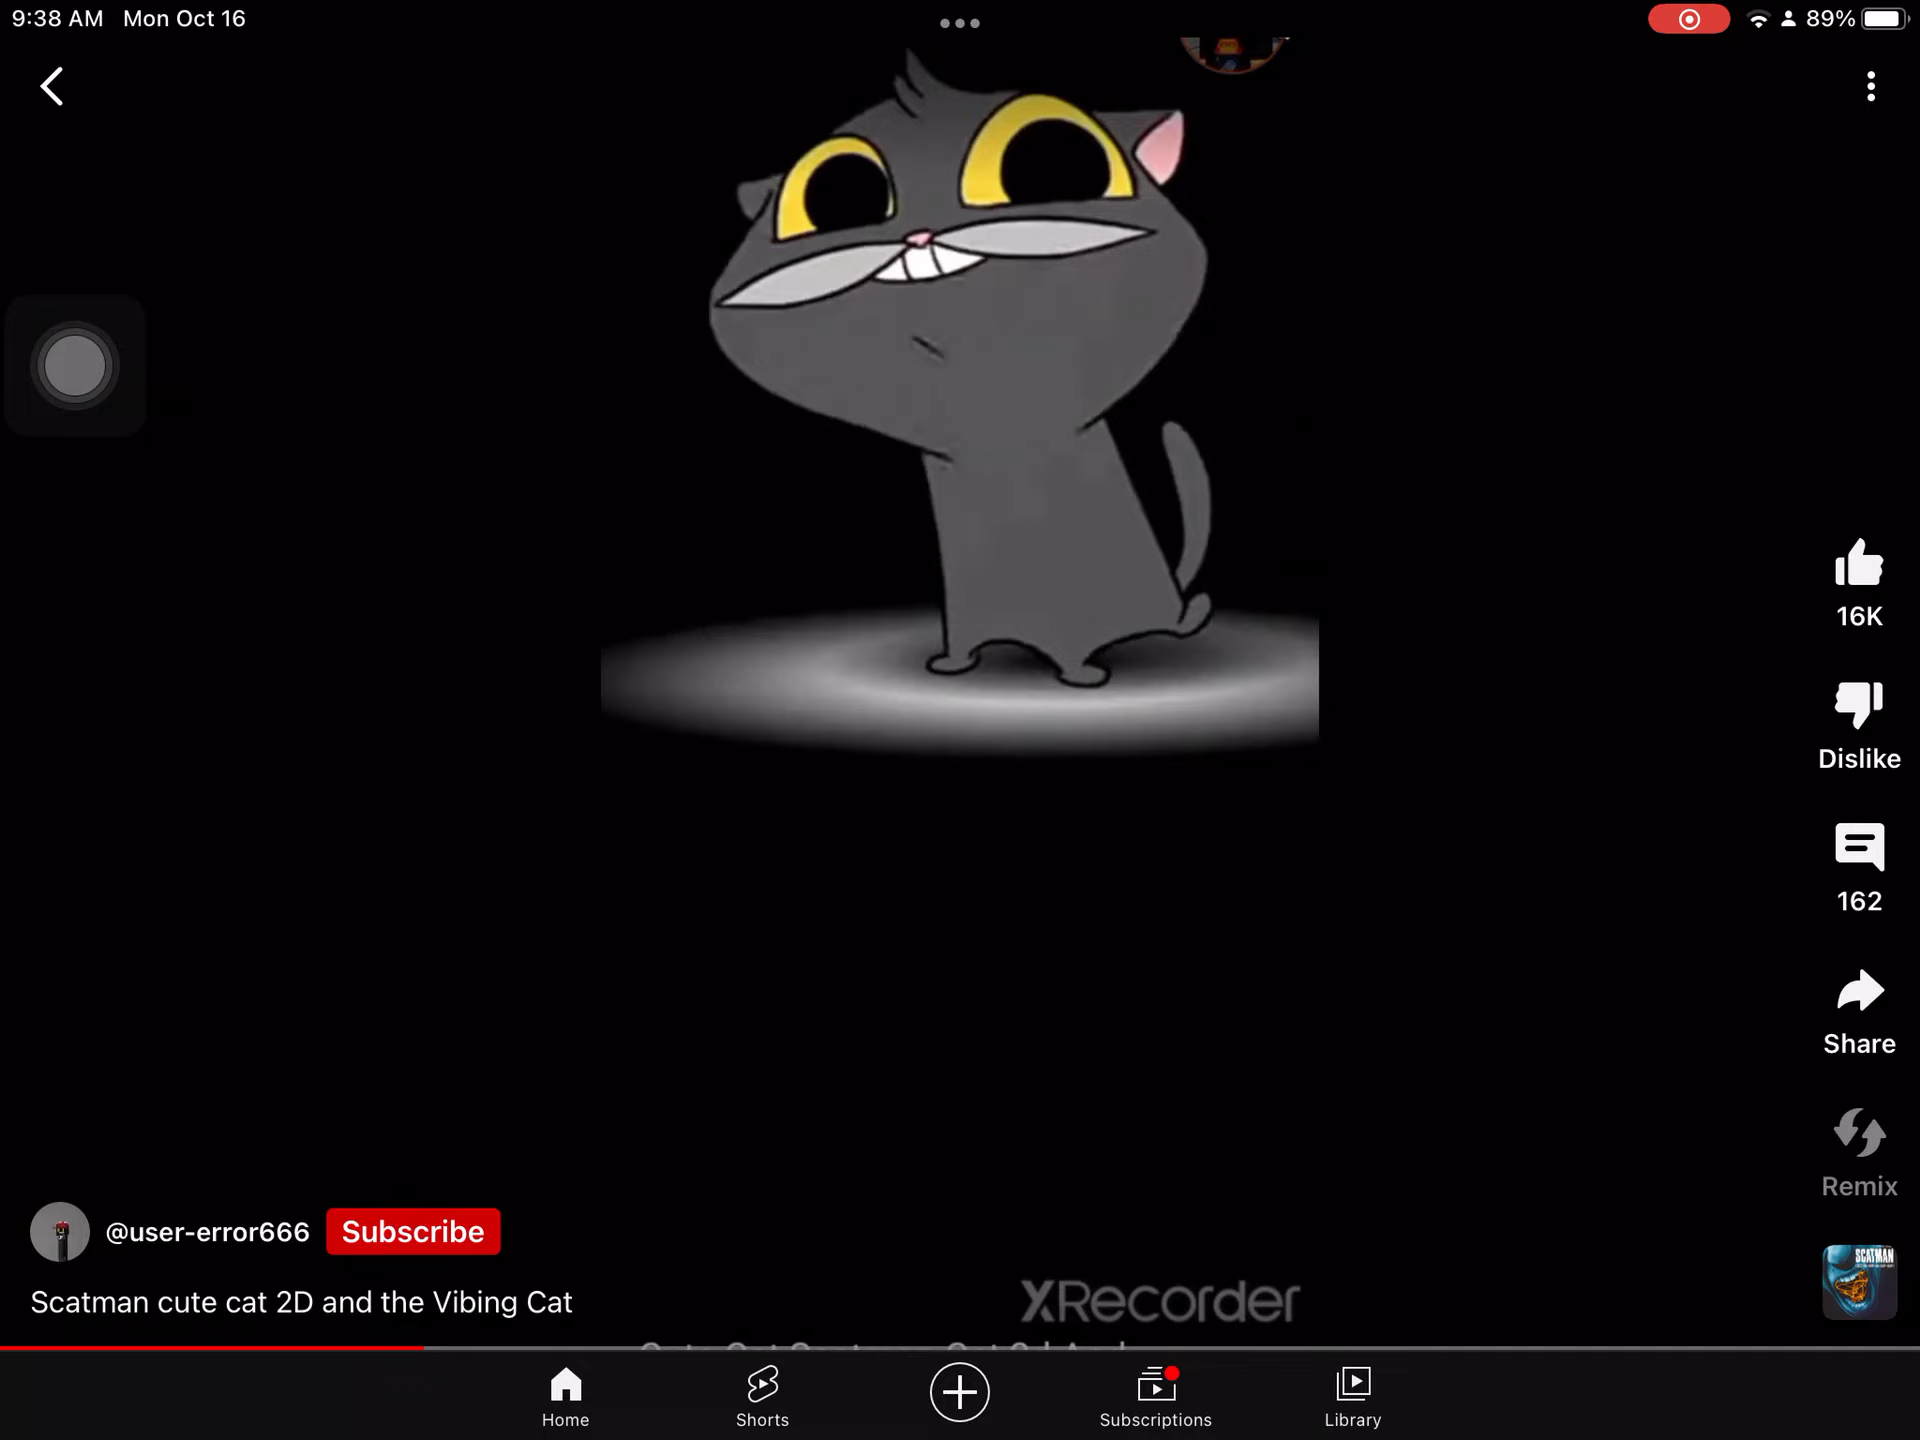 9:38 AM Mon Oct 16
89%
16K
Dislike
162
Share
Remix
SCATMAN
@user-error666 Subscribe
Scatman cute cat 2D and the Vibing Cat
XRecorder
Home Shorts Subscriptions Library